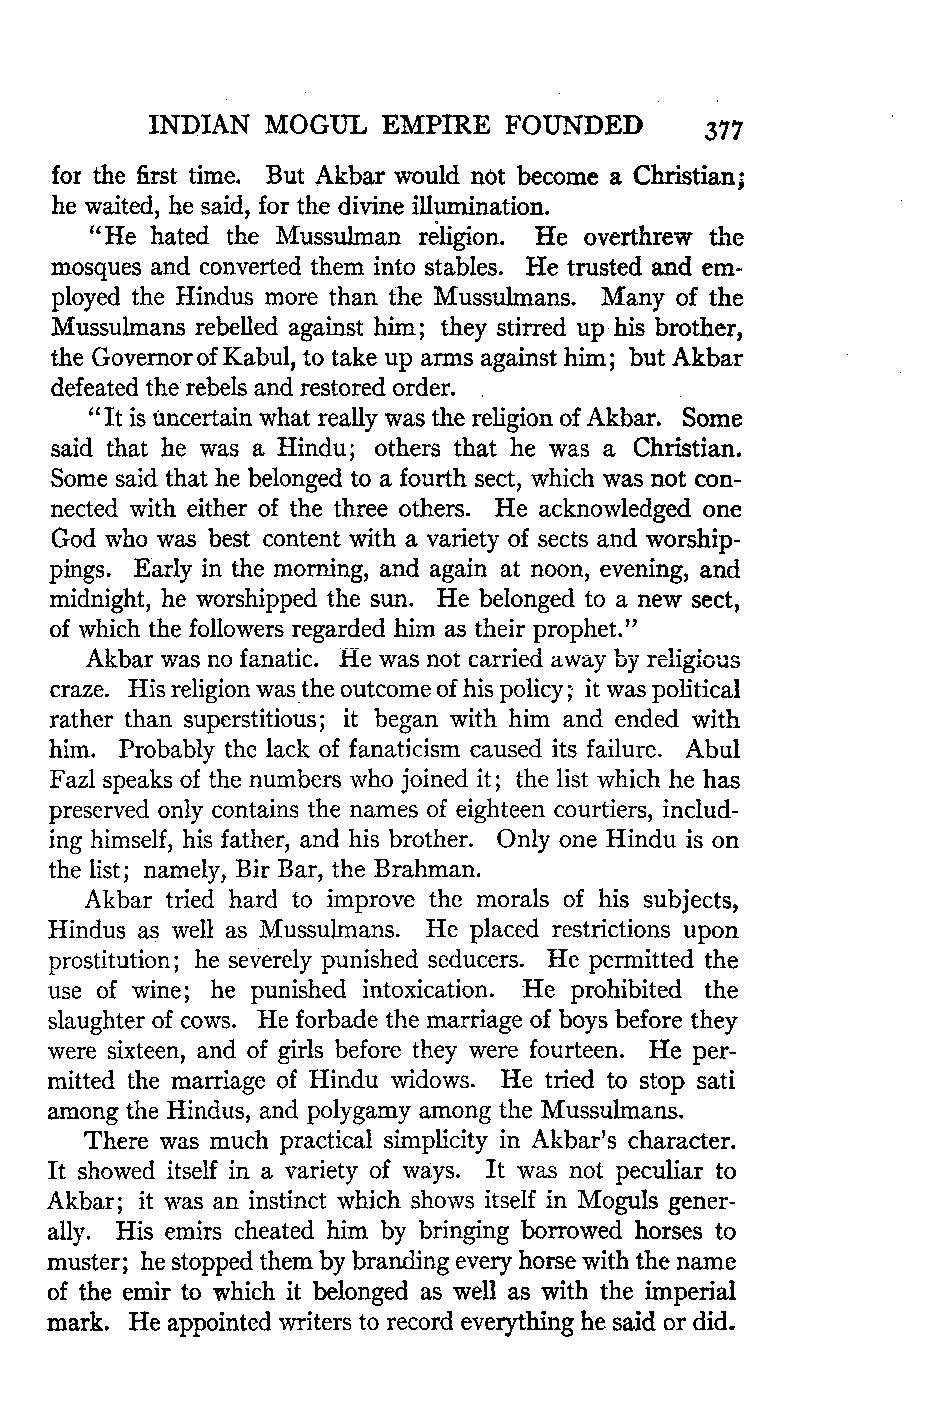 INDIAN MOGUL EMPIRE FOUNDED 377
for the first time. But Akbar would not become a Christian;
he waited, he said, for the divine illumination.
"He hated the Mussulman religion. He overthrew the
mosques and converted them into stables. He trusted and em-
ployed the Hindus more than the Mussulmans. Many of the
Mussulmans rebelled against him; they stirred up his brother,
the Governor of Kabul, to take up arms against him; but Akbar
defeated the rebels and restored order.
"It is uncertain what really was the religion of Akbar. Some
said that he was a Hindu; others that he was a Christian.
Some said that he belonged to a fourth sect, which was not con-
nected with either of the three others. He acknowledged one
God who was best content with a variety of sects and worship-
pings. Early in the morning, and again at noon, evening, and
midnight, he worshipped the sun. He belonged to a new sect,
of which the followers regarded him as their prophet."
Akbar was no fanatic. He was not carried away by religious
craze. His religion was the outcome of his policy; it was political
rather than superstitious; it began with him and ended with
him. Probably the lack of fanaticism caused its failure. Abul
Fazl speaks of the numbers who joined it; the list which he has
preserved only contains the names of eighteen courtiers, includ-
ing himself, his father, and his brother. Only one Hindu is on
the list; namely, Bir Bar, the Brahman.
Akbar tried hard to improve the morals of his subjects,
Hindus as well as Mussulmans. He placed restrictions upon
prostitution; he severely punished seducers. He permitted the
use of wine; he punished intoxication. He prohibited the
slaughter of cows. He forbade the marriage of boys before they
were sixteen, and of girls before they were fourteen. He per-
mitted the marriage of Hindu widows. He tried to stop sati
among the Hindus, and polygamy among the Mussulmans.
There was much practical simplicity in Akbar's character.
It showed itself in a variety of ways. It was not peculiar to
Akbar; it was an instinct which shows itself in Moguls gener-
ally. His emirs cheated him by bringing borrowed horses to
muster; he stopped them by branding every horse with the name
of the emir to which it belonged as well as with the imperial
mark. He appointed writers to record everything he said or did.